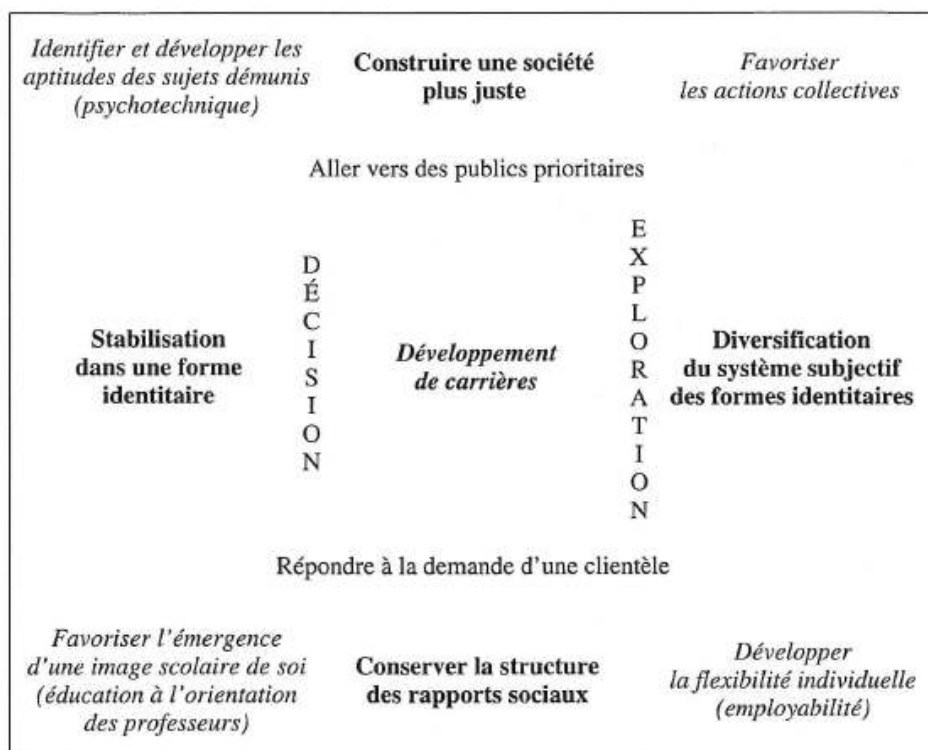 Identifier et développer les
aptitudes des sujets démunis
(psychotechnique)
Construire une société
plus juste
Favoriser
les actions collectives
Aller vers des publics prioritaires
Stabilisation
dans une forme
identitaire
DÉCISION
Développement
de carrières
EXPLORATION
Diversification
du système subjectif
des formes identitaires
Répondre à la demande d'une clientèle
Favoriser l'émergence
d'une image scolaire de soi
(éducation à l'orientation
des professeurs)
Conserver la structure
des rapports sociaux
Développer
la flexibilité individuelle
(employabilité)